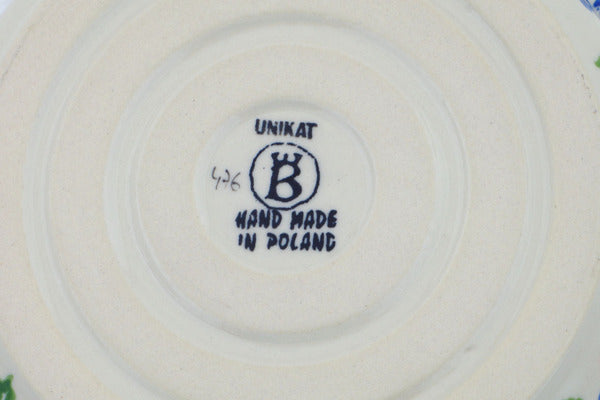 UNIKAT
476
B
HAND MADE
IN POLAND